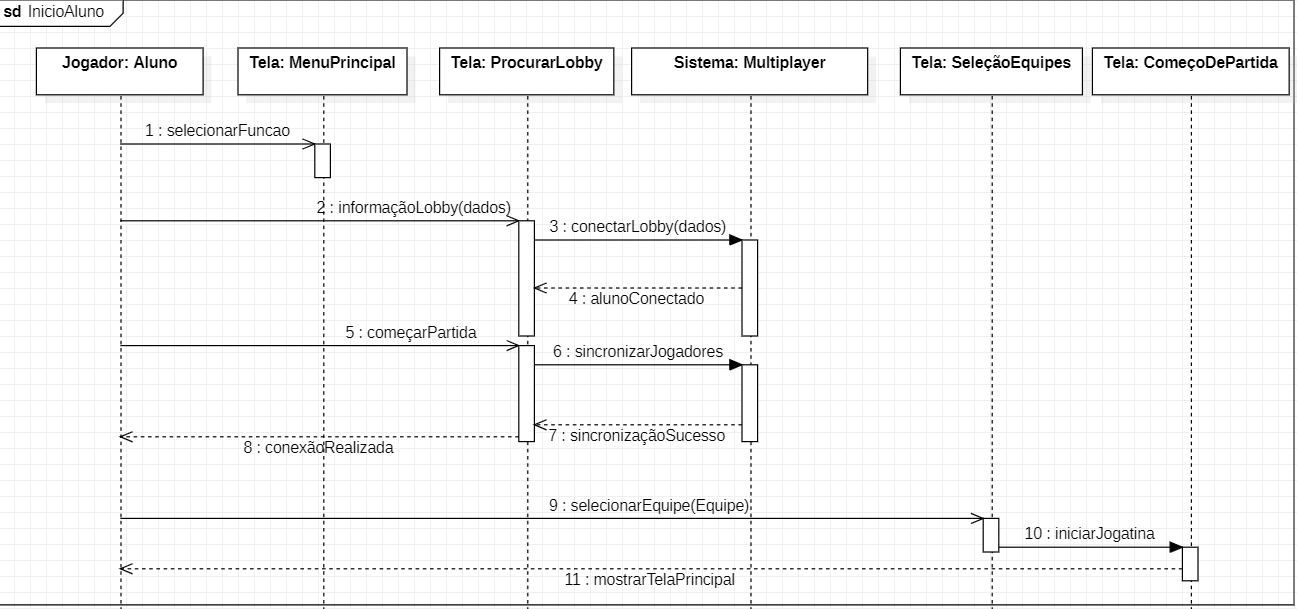 sd InicioAluno
Jogador: Aluno
Tela: MenuPrincipal
Tela: ProcurarLobby
Sistema: Multiplayer
Tela: SeleçãoEquipes
Tela: ComeçoDePartida
1 : selecionarFuncao
2 : informaçãoLobby(dados)
3 : conectarLobby(dados)
4 : alunoConectado
5 : começarPartida
6 : sincronizarJogadores
7 : sincronizaçãoSucesso
8 : conexãoRealizada
9 : selecionarEquipe(Equipe)
10 : iniciarJogatina
11 : mostrarTelaPrincipal